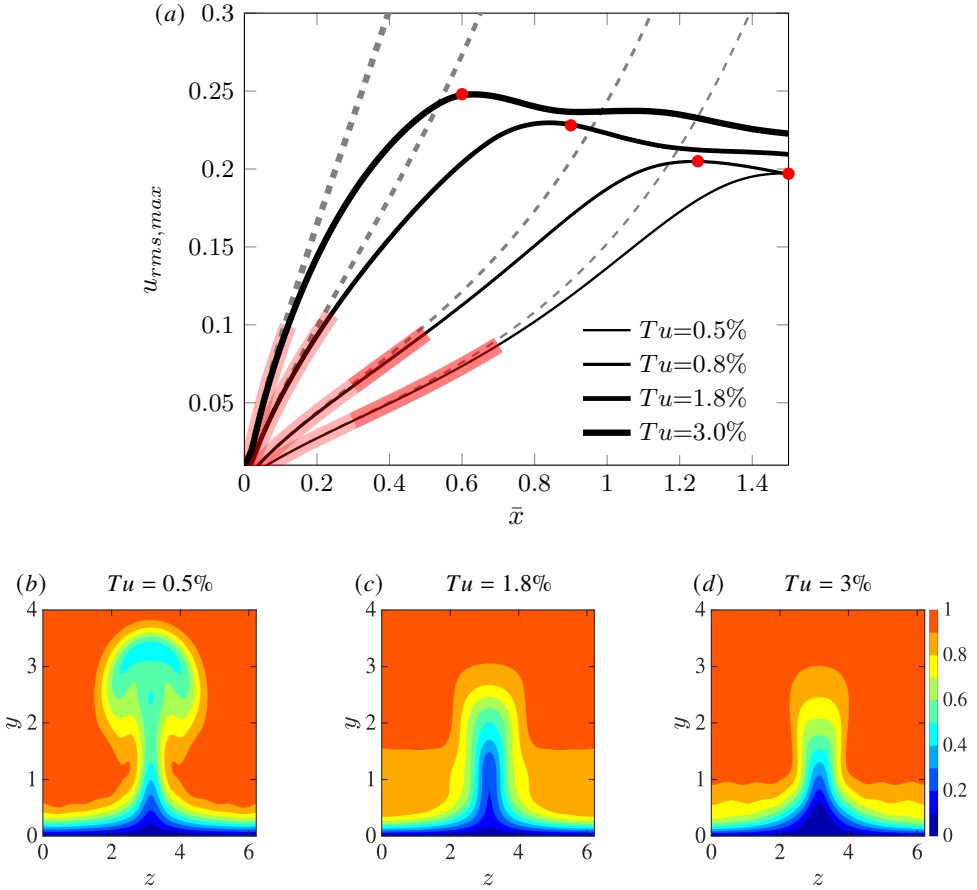 (a)
0.3
0.25
0.2
0.15
0.1
0.05
u_{rms,max}
Tu=0.5%
Tu=0.8%
Tu=1.8%
Tu=3.0%
0 0.2 0.4 0.6 0.8 1 1.2 1.4
x̄
(b) Tu = 0.5%
4
3
2
1
0
y
0 2 4 6
z
(c) Tu = 1.8%
4
3
2
1
0
y
0 2 4 6
z
(d) Tu = 3%
4
3
2
1
0
y
0 2 4 6
z
1
0.8
0.6
0.4
0.2
0